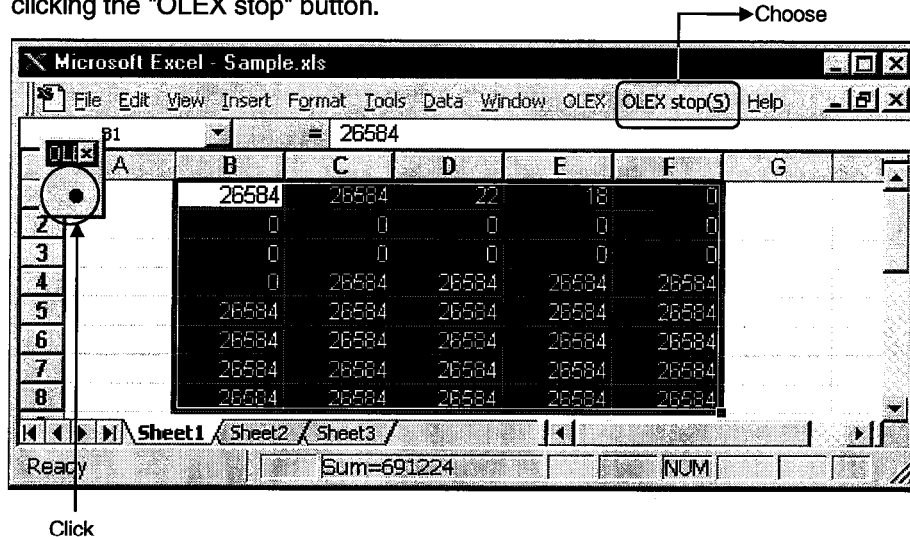 clicking the "OLEX stop" button.
Choose
Microsoft Excel - Sample.xls
File Edit View Insert Format Tools Data Window OLEX OLEX stop(S) Help
B1 = 26584
A B C D E F G
26584 26584 22 18 0
2 0 0 0 0 0
3 0 0 0 0 0
4 0 26584 26584 26584 26584
5 26584 26584 26584 26584 26584
6 26584 26584 26584 26584 26584
7 26584 26584 26584 26584 26584
8 26584 26584 26584 26584 26584
Sheet1 Sheet2 Sheet3
Ready Sum=691224 NUM
Click